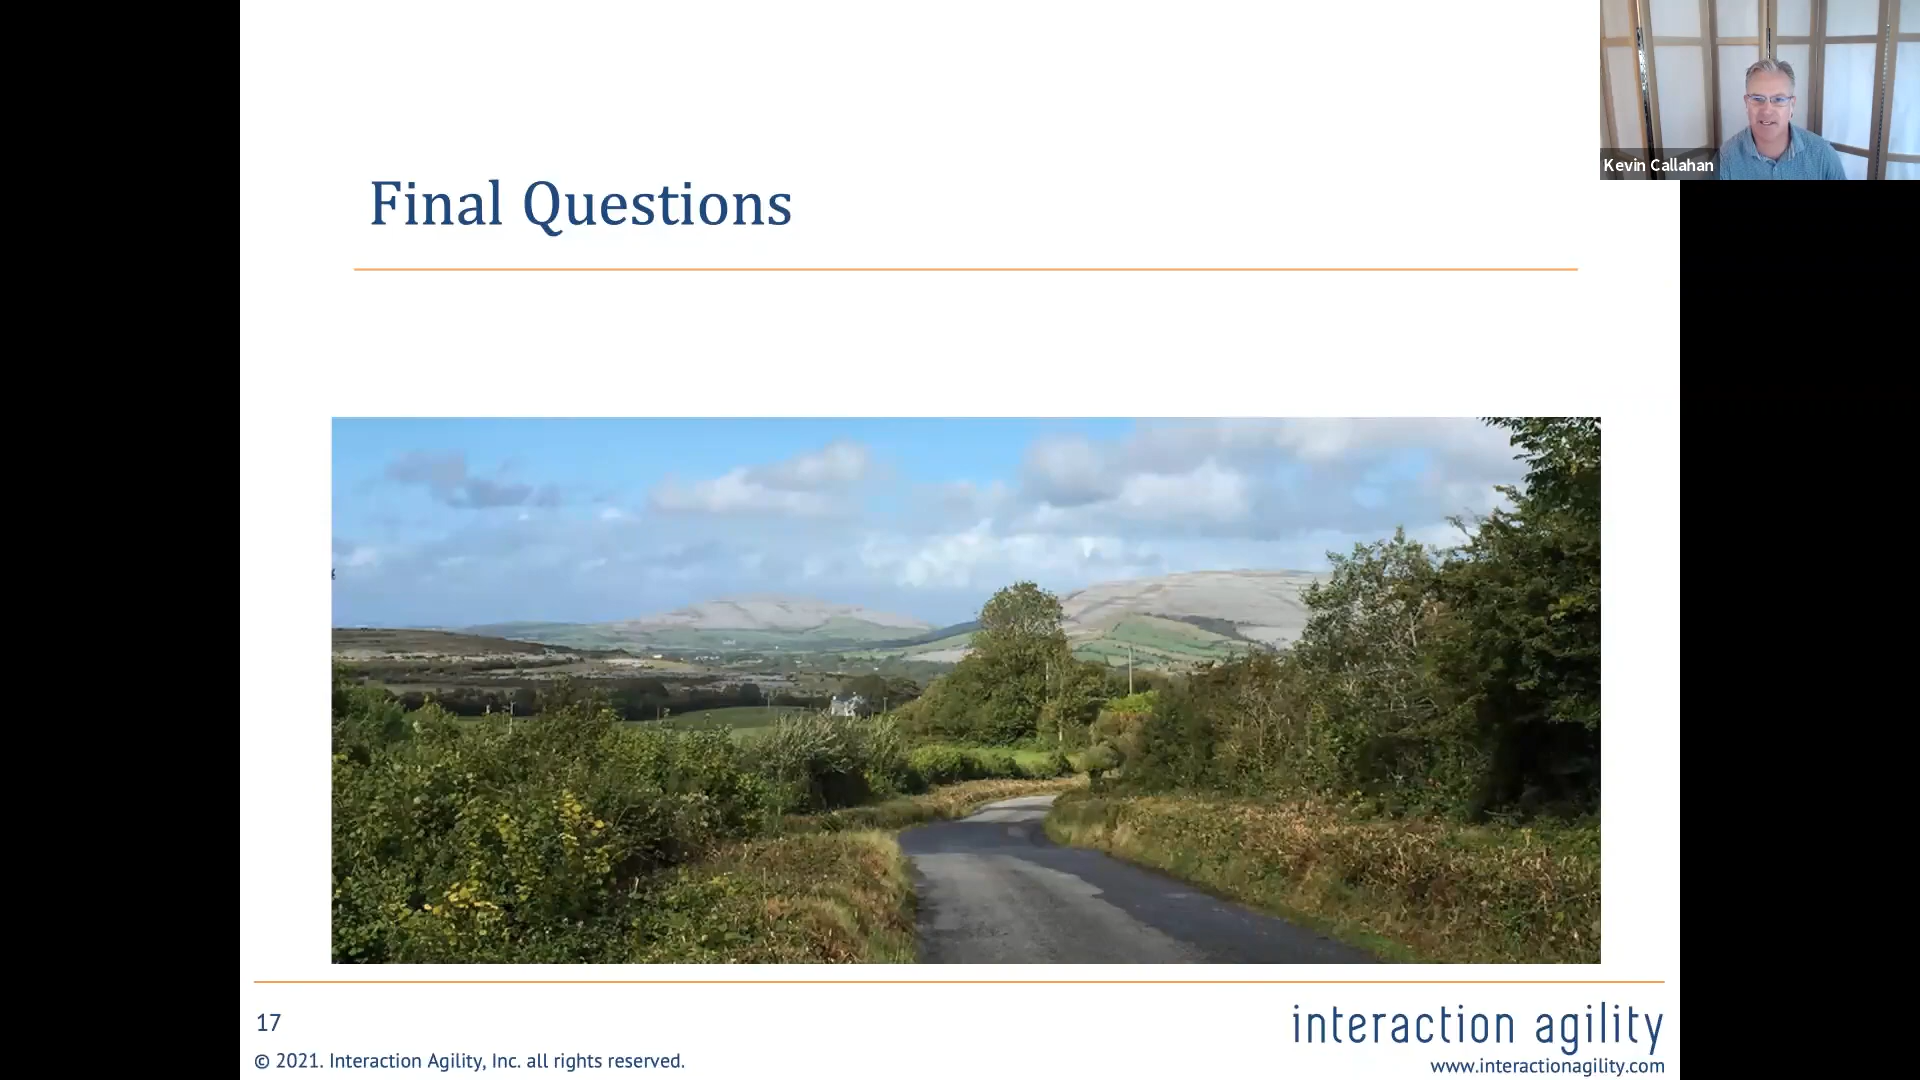 Kevin Callahan
Final Questions
17
© 2021. Interaction Agility, Inc. all rights reserved.
interaction agility
www.interactionagility.com